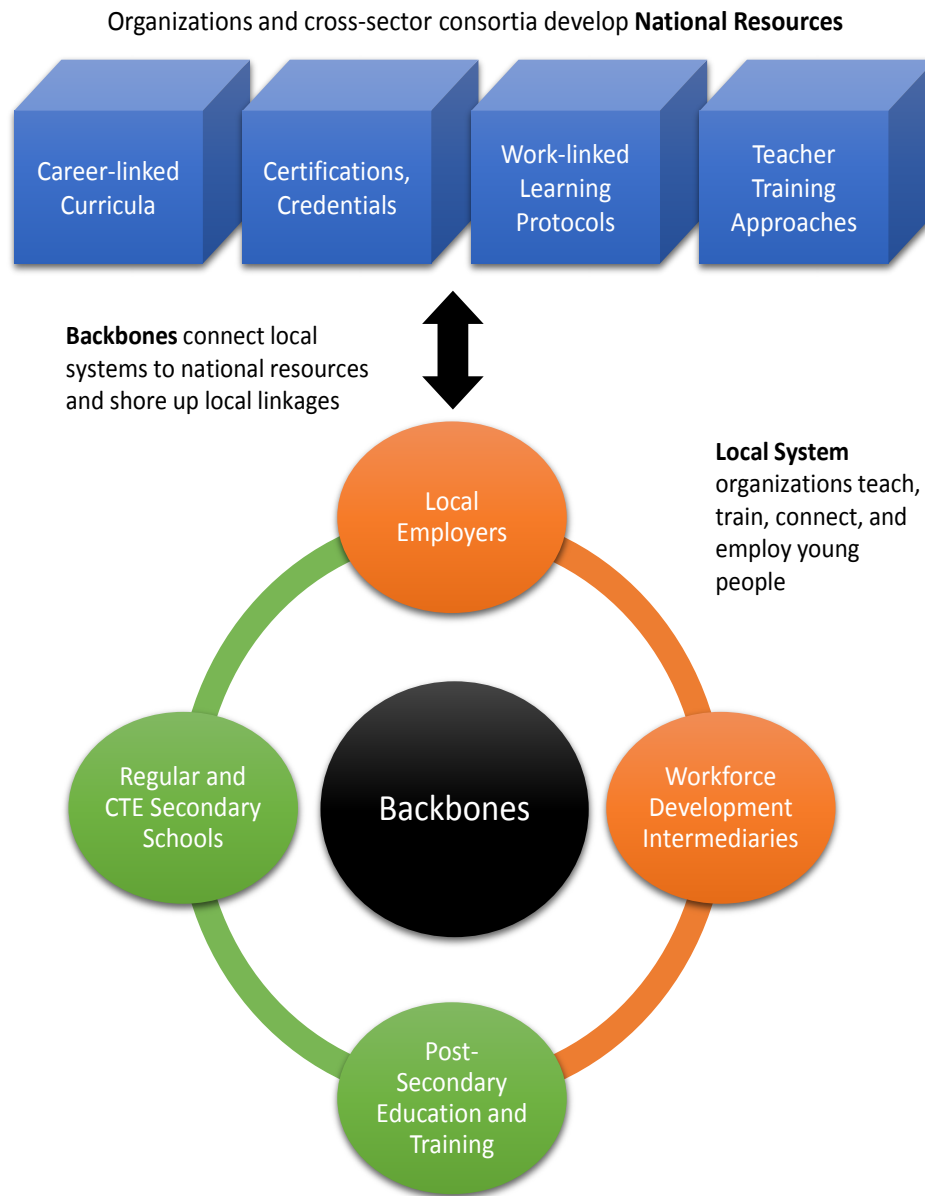 Organizations and cross-sector consortia develop National Resources
Career-linked
Curricula
Certifications,
Credentials
Work-linked
Learning
Protocols
Teacher
Training
Approaches
Backbones connect local
systems to national resources
and shore up local linkages
Local System
organizations teach,
train, connect, and
employ young
people
Local
Employers
Regular and
CTE Secondary
Schools
Backbones
Workforce
Development
Intermediaries
Post-
Secondary
Education and
Training